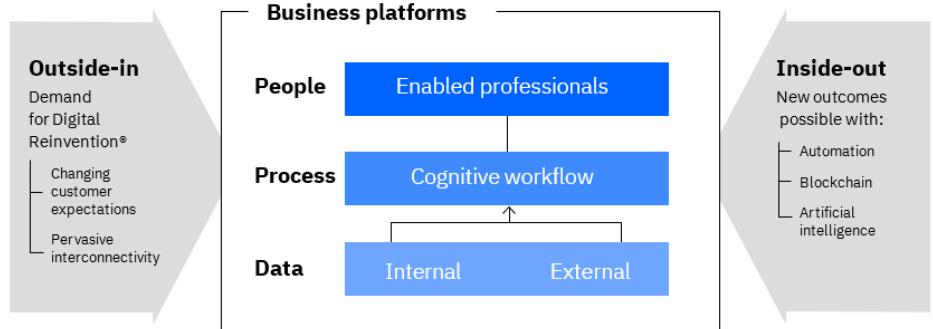 Business platforms
Outside-in
Demand
for Digital
Reinvention®
Changing
customer
expectations
Pervasive
interconnectivity
People
Enabled professionals
Process
Cognitive workflow
Data
Internal
External
Inside-out
New outcomes
possible with:
Automation
Blockchain
Artificial
intelligence